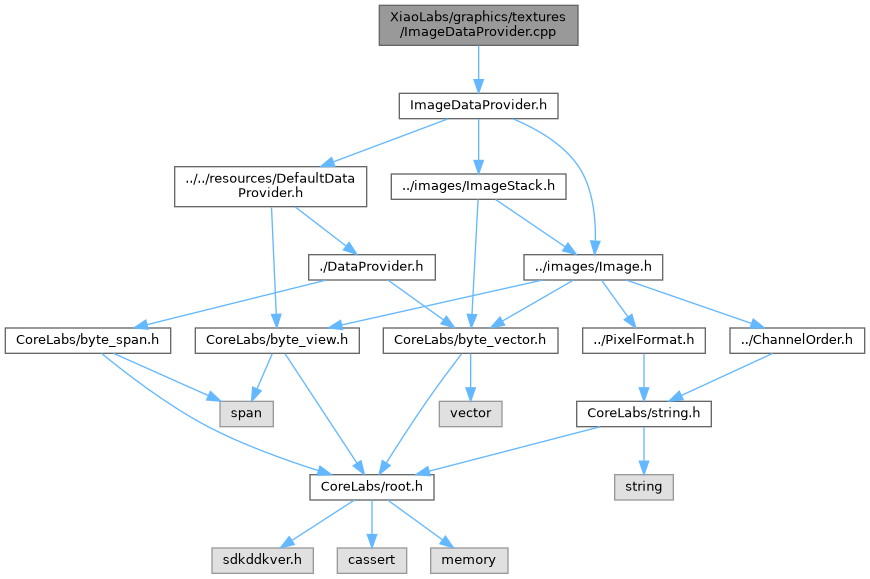 XiaoLabs/graphics/textures
/ImageDataProvider.cpp
ImageDataProvider.h
../../resources/DefaultData
Provider.h
../images/ImageStack.h
./DataProvider.h
../images/Image.h
CoreLabs/byte_span.h
CoreLabs/byte_view.h
CoreLabs/byte_vector.h
../PixelFormat.h
../ChannelOrder.h
span
vector
CoreLabs/string.h
CoreLabs/root.h
string
sdkddkver.h
cassert
memory